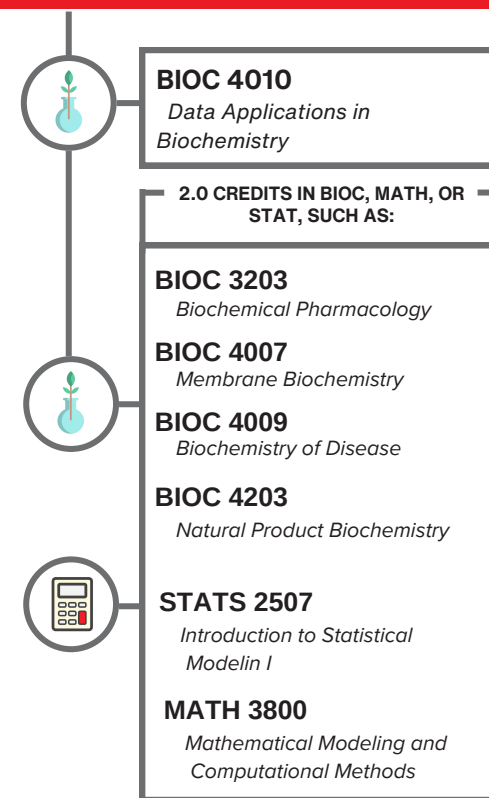 BIOC 4010
Data Applications in
Biochemistry
2.0 CREDITS IN BIOC, MATH, OR
STAT, SUCH AS:
BIOC 3203
Biochemical Pharmacology
BIOC 4007
Membrane Biochemistry
BIOC 4009
Biochemistry of Disease
BIOC 4203
Natural Product Biochemistry
STATS 2507
Introduction to Statistical
Modelin I
MATH 3800
Mathematical Modeling and
Computational Methods